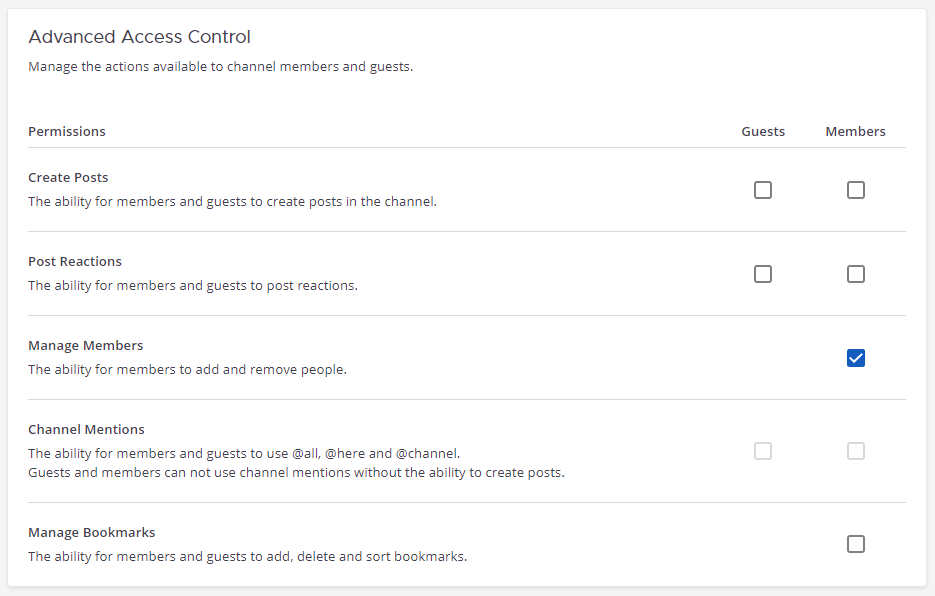 Advanced Access Control
Manage the actions available to channel members and guests.
Permissions Guests Members
Create Posts
The ability for members and guests to create posts in the channel.
Post Reactions
The ability for members and guests to post reactions.
Manage Members
The ability for members to add and remove people.
Channel Mentions
The ability for members and guests to use @all, @here and @channel.
Guests and members can not use channel mentions without the ability to create posts.
Manage Bookmarks
The ability for members and guests to add, delete and sort bookmarks.